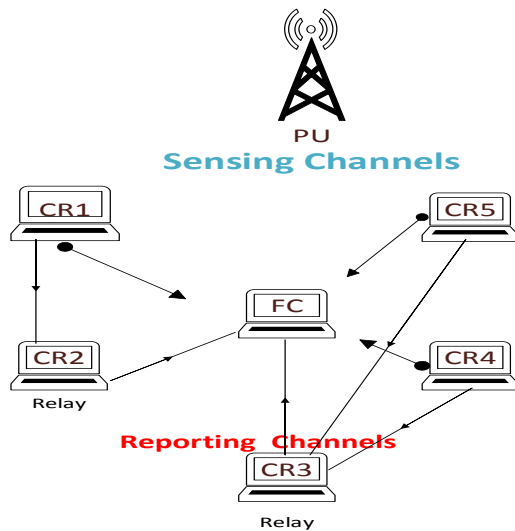 PU
Sensing Channels
CR1
CR5
FC
CR2
CR4
Relay
Reporting Channels
CR3
Relay